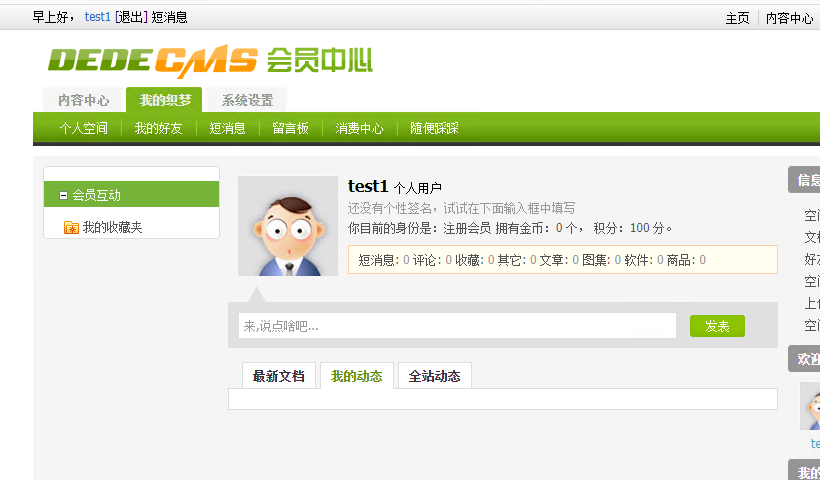 早上好， test1 [退出] 短消息
主页 内容中心
DEDECMS 会员中心
内容中心 我的织梦 系统设置
个人空间 我的好友 短消息 留言板 消费中心 随便踩踩
会员互动
我的收藏夹
test1 个人用户
还没有个性签名，试试在下面输入框中填写
你目前的身份是：注册会员 拥有金币：0 个， 积分：100 分。
短消息: 0 评论: 0 收藏: 0 其它: 0 文章: 0 图集: 0 软件: 0 商品: 0
来,说点啥吧...
发表
最新文档 我的动态 全站动态
信息
空间
文档
好友
空间
上传
空间
欢迎
te
我的